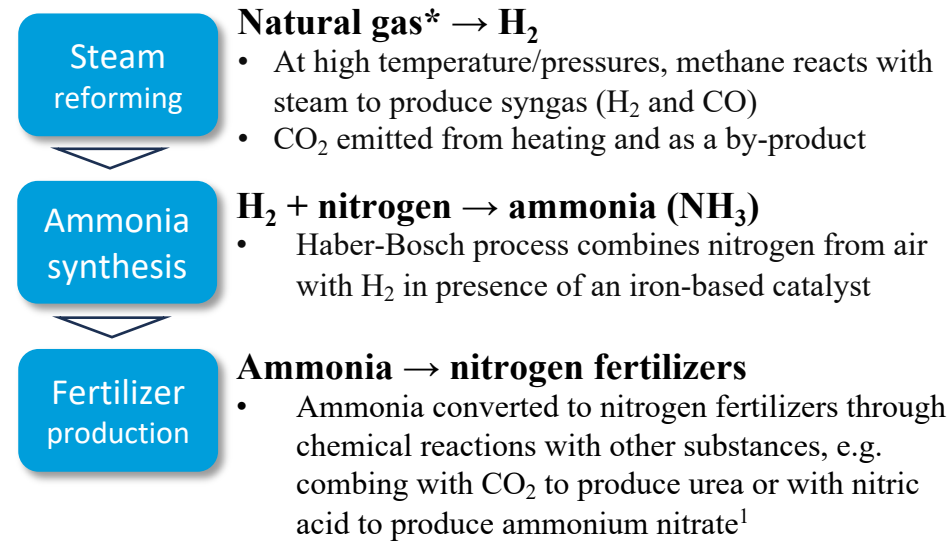 Steam
reforming
Natural gas* → H₂
• At high temperature/pressures, methane reacts with
steam to produce syngas (H₂ and CO)
• CO₂ emitted from heating and as a by-product
Ammonia
synthesis
H₂ + nitrogen → ammonia (NH₃)
• Haber-Bosch process combines nitrogen from air
with H₂ in presence of an iron-based catalyst
Fertilizer
production
Ammonia → nitrogen fertilizers
• Ammonia converted to nitrogen fertilizers through
chemical reactions with other substances, e.g.
combing with CO₂ to produce urea or with nitric
acid to produce ammonium nitrate¹